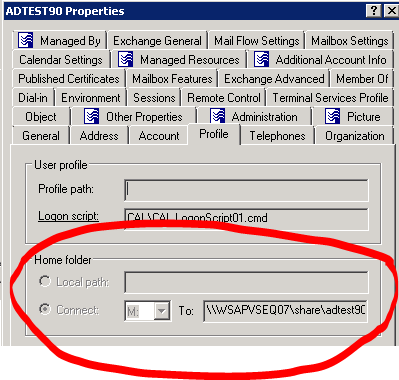 ADTEST90 Properties
Managed By Exchange General Mail Flow Settings Mailbox Settings
Calendar Settings Managed Resources Additional Account Info
Published Certificates Mailbox Features Exchange Advanced Member Of
Dial-in Environment Sessions Remote Control Terminal Services Profile
Object Other Properties Administration Picture
General Address Account Profile Telephones Organization
User profile
Profile path:
Logon script: CAL\CAL_LogonScript01.cmd
Home folder
Local path:
Connect: M: To: \\WSAPVSEQ07\share\adtest90